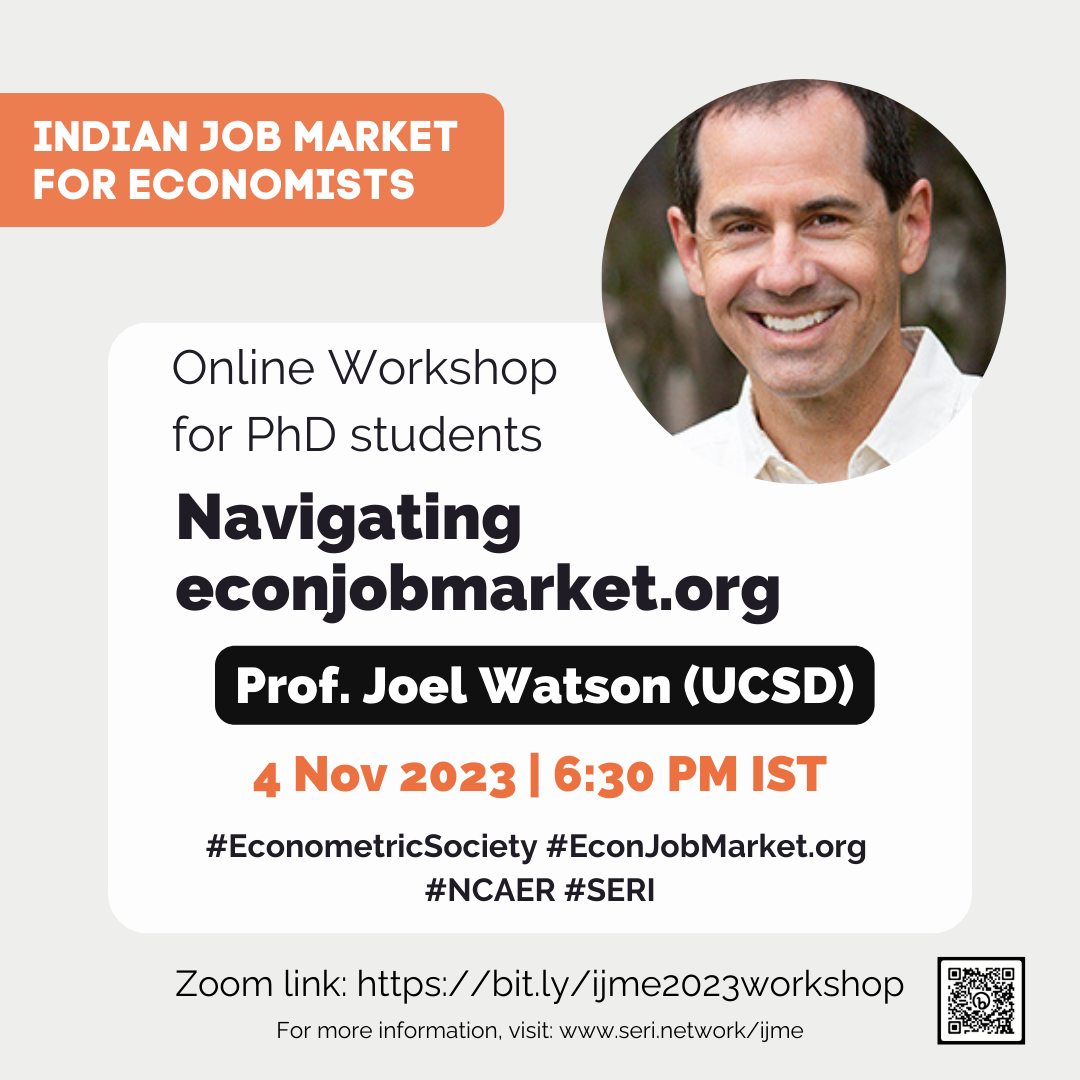 INDIAN JOB MARKET
FOR ECONOMISTS
Online Workshop
for PhD students
Navigating
econjobmarket.org
Prof. Joel Watson (UCSD)
4 Nov 2023 | 6:30 PM IST
#EconometricSociety #EconJobMarket.org
#NCAER #SERI
Zoom link: https://bit.ly/ijme2023workshop
For more information, visit: www.seri.network/ijme